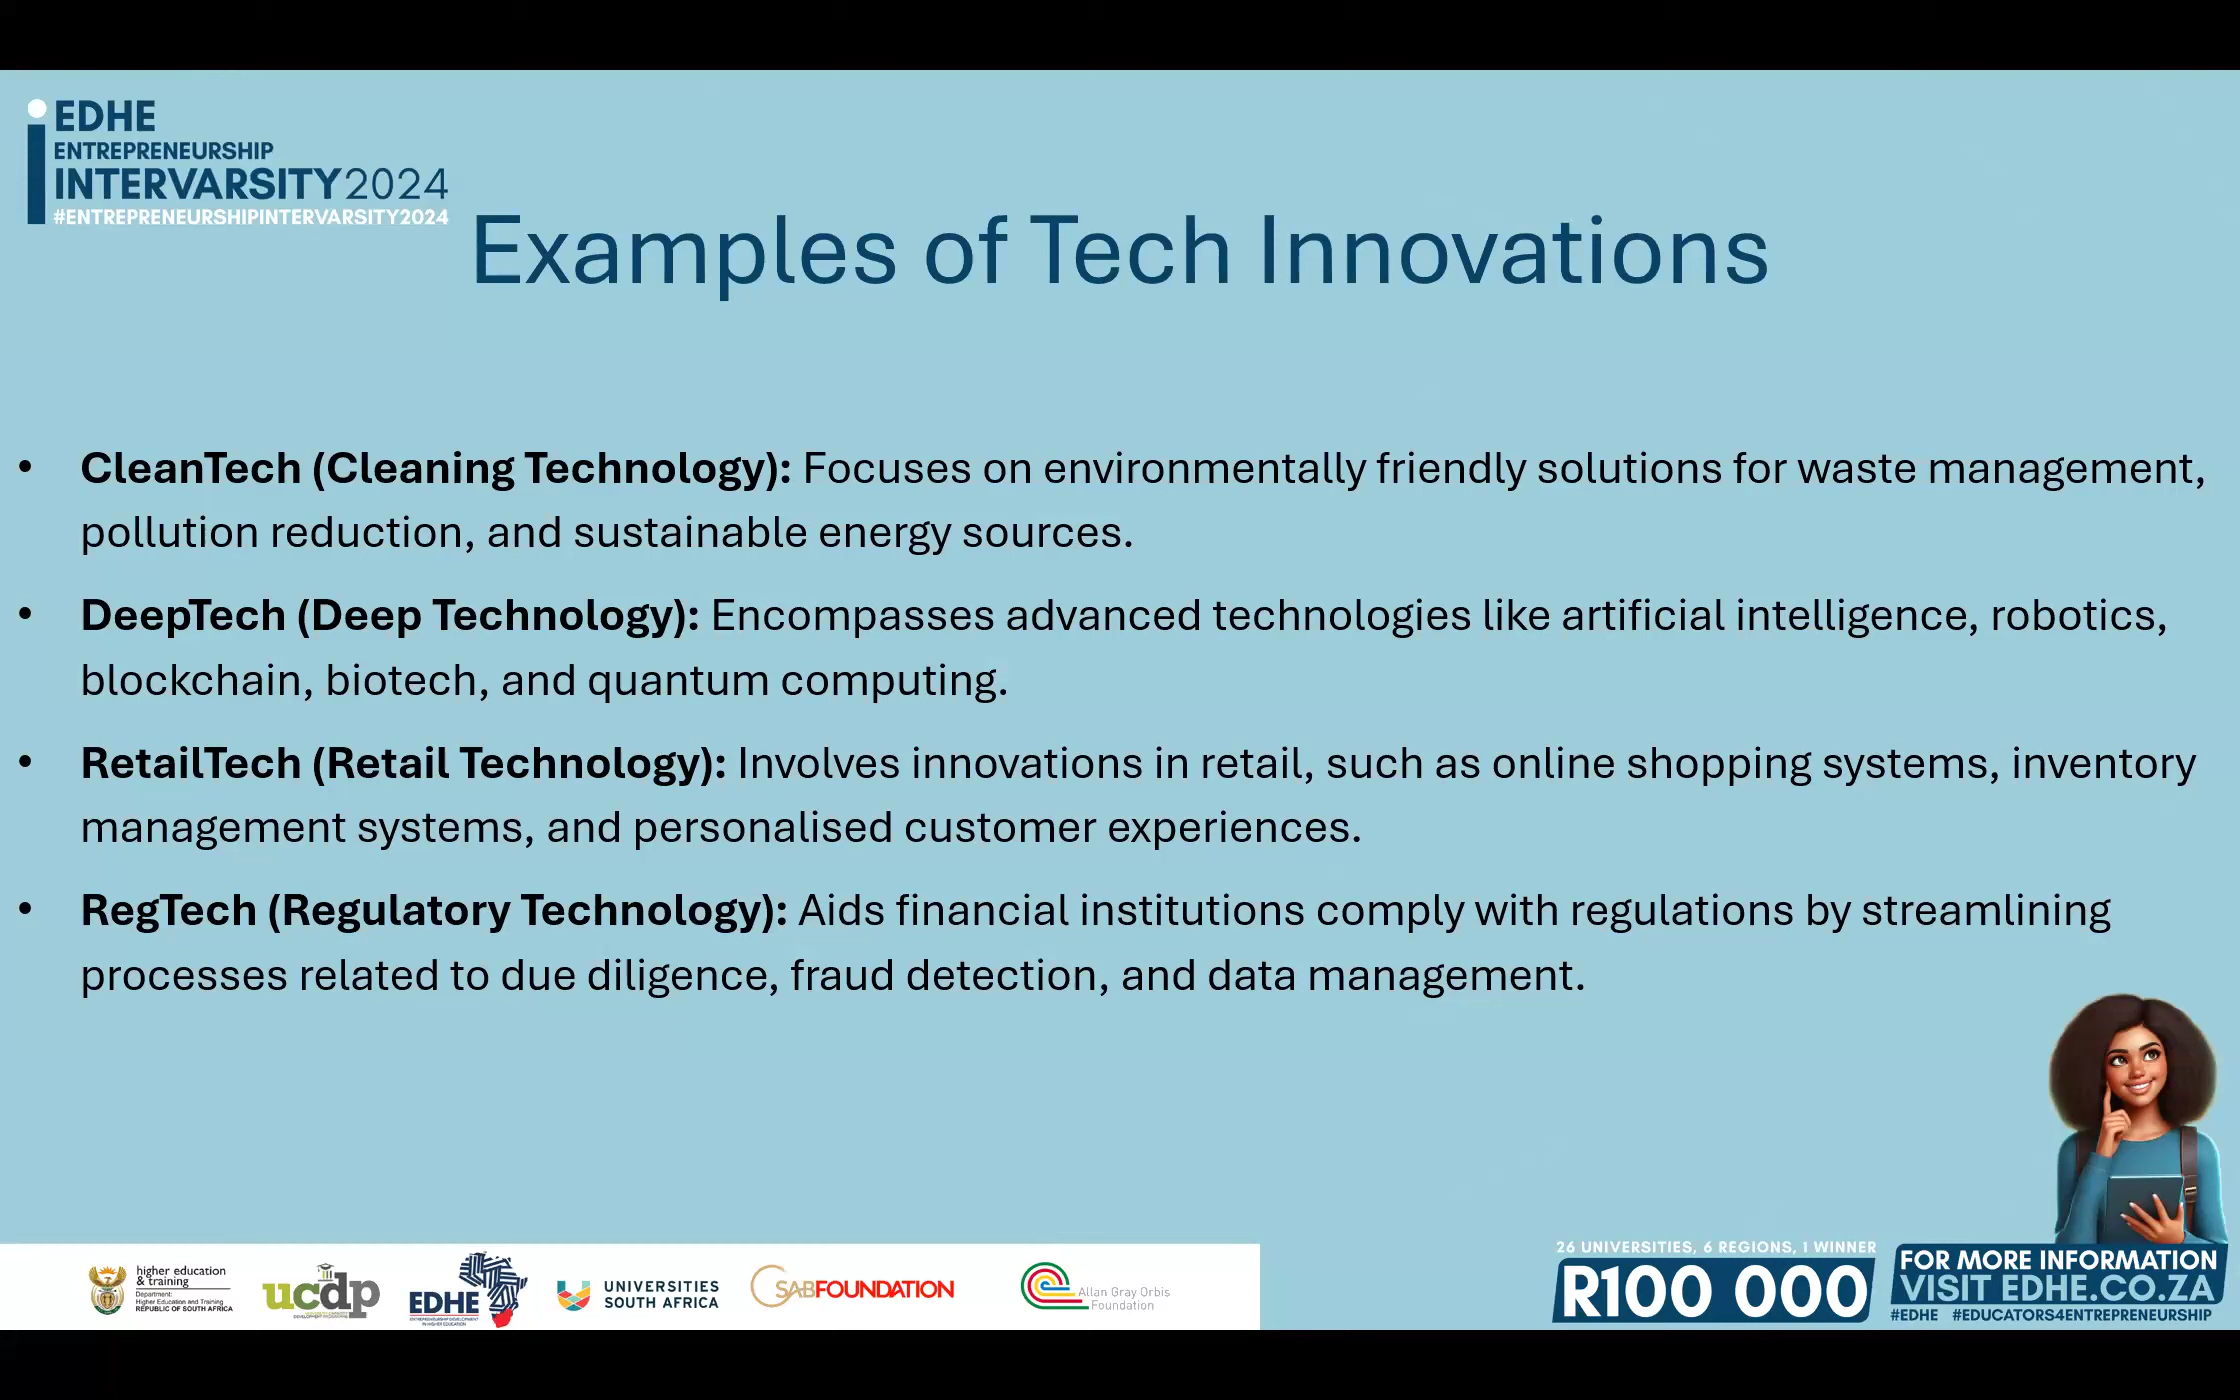 EDHE
ENTREPRENEURSHIP
INTERVARSITY2024
#ENTREPRENEURSHIPINTERVARSITY2024
Examples of Tech Innovations
• CleanTech (Cleaning Technology): Focuses on environmentally friendly solutions for waste management,
pollution reduction, and sustainable energy sources.
• DeepTech (Deep Technology): Encompasses advanced technologies like artificial intelligence, robotics,
blockchain, biotech, and quantum computing.
• RetailTech (Retail Technology): Involves innovations in retail, such as online shopping systems, inventory
management systems, and personalised customer experiences.
• RegTech (Regulatory Technology): Aids financial institutions comply with regulations by streamlining
processes related to due diligence, fraud detection, and data management.
higher education
& training
Department:
Higher Education and Training
REPUBLIC OF SOUTH AFRICA
ucdp
EDHE
ENTREPRENEURSHIP DEVELOPMENT
IN HIGHER EDUCATION
UNIVERSITIES
SOUTH AFRICA
SABFOUNDATION
Allan Gray Orbis
Foundation
26 UNIVERSITIES, 6 REGIONS, 1 WINNER
R100 000
FOR MORE INFORMATION
VISIT EDHE.CO.ZA
#EDHE #EDUCATORS4ENTREPRENEURSHIP